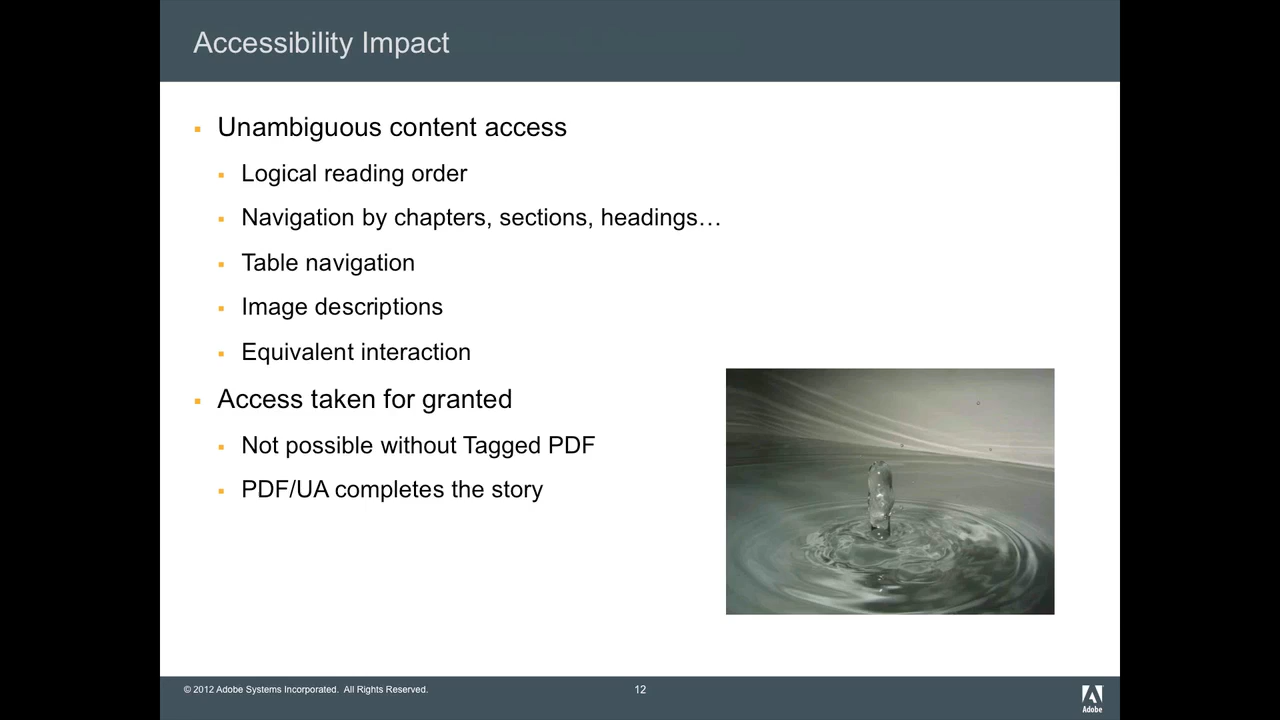 Accessibility Impact
Unambiguous content access
Logical reading order
Navigation by chapters, sections, headings…
Table navigation
Image descriptions
Equivalent interaction
Access taken for granted
Not possible without Tagged PDF
PDF/UA completes the story
© 2012 Adobe Systems Incorporated. All Rights Reserved.
12
Adobe